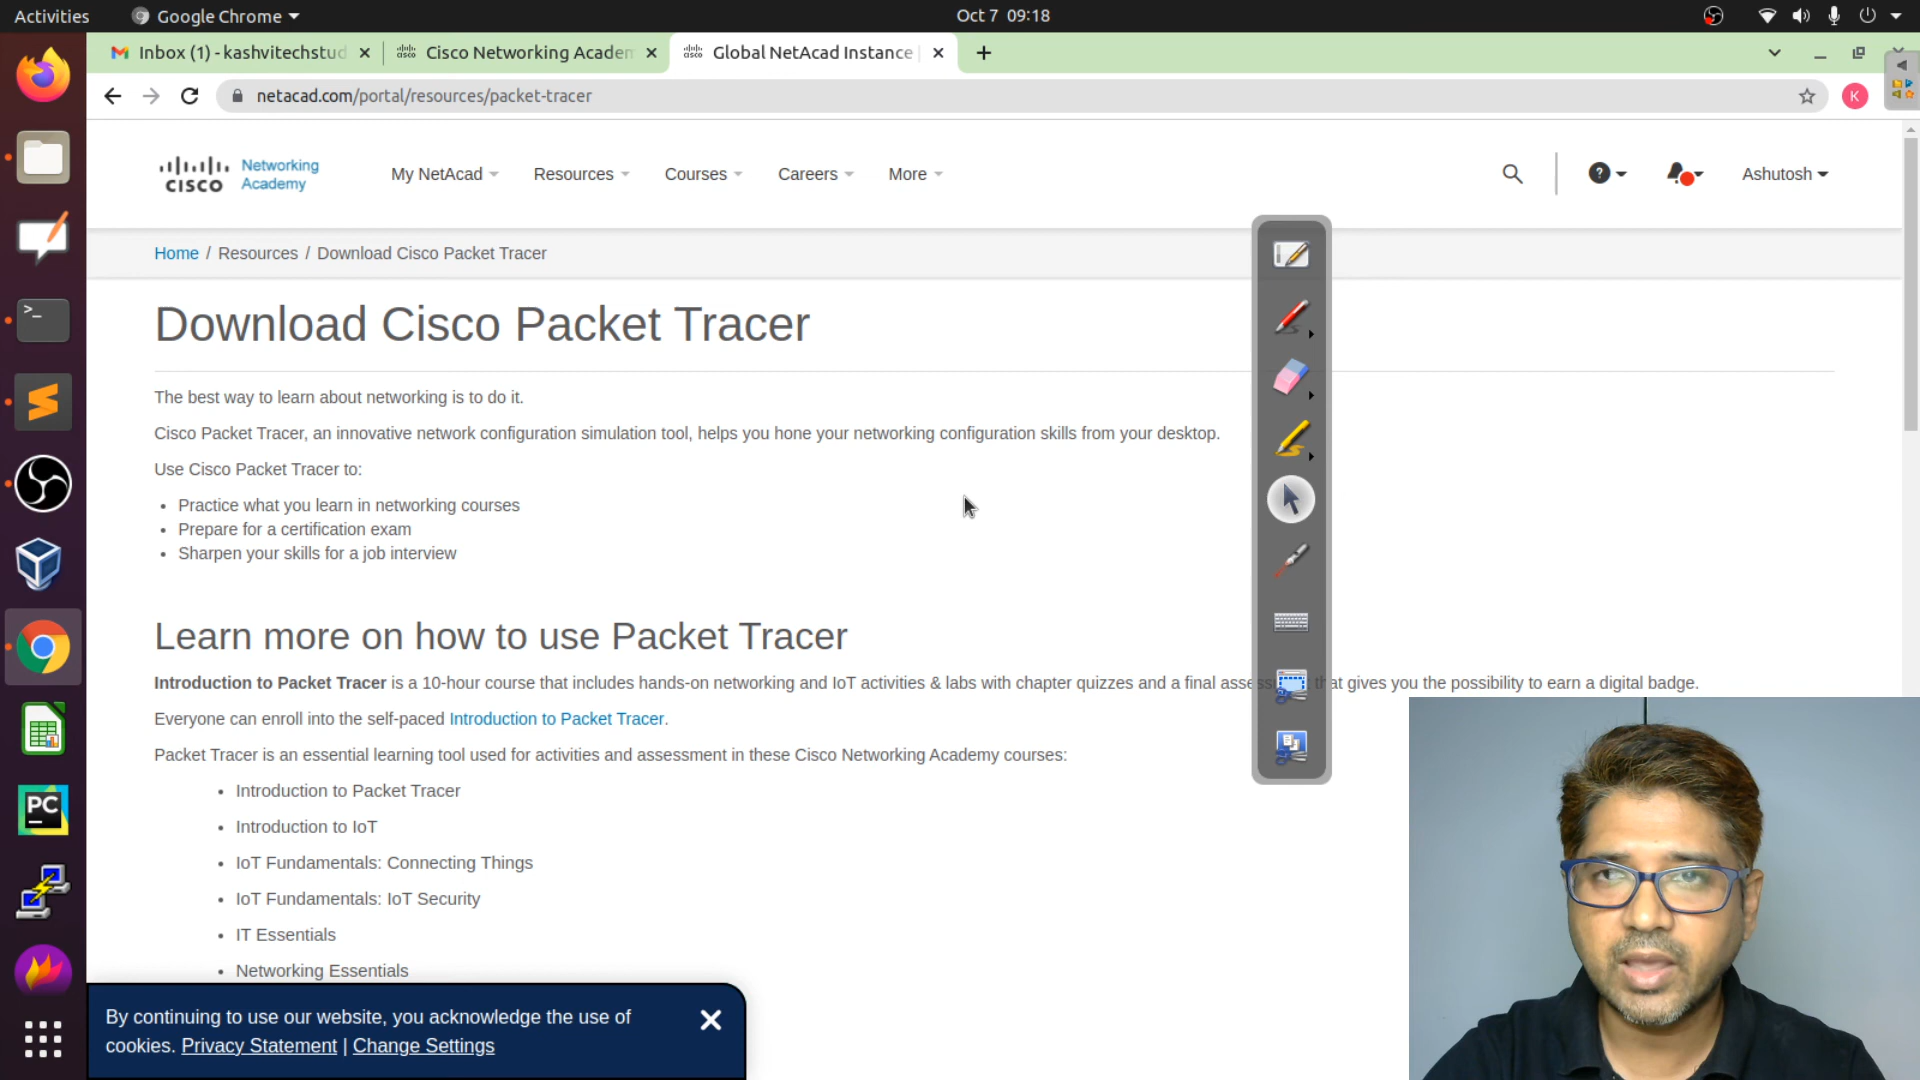 Activities
Google Chrome
Oct 7 09:18
Inbox (1) - kashvitechstud
Cisco Networking Academ
Global NetAcad Instance
netacad.com/portal/resources/packet-tracer
K
cisco
Networking
Academy
My NetAcad
Resources
Courses
Careers
More
?
Ashutosh
Home / Resources / Download Cisco Packet Tracer
Download Cisco Packet Tracer
The best way to learn about networking is to do it.
Cisco Packet Tracer, an innovative network configuration simulation tool, helps you hone your networking configuration skills from your desktop.
Use Cisco Packet Tracer to:
• Practice what you learn in networking courses
• Prepare for a certification exam
• Sharpen your skills for a job interview
Learn more on how to use Packet Tracer
Introduction to Packet Tracer is a 10-hour course that includes hands-on networking and IoT activities & labs with chapter quizzes and a final gives you the possibility to earn a digital badge.
Everyone can enroll into the self-paced Introduction to Packet Tracer.
Packet Tracer is an essential learning tool used for activities and assessment in these Cisco Networking Academy courses:
• Introduction to Packet Tracer
• Introduction to IoT
• IoT Fundamentals: Connecting Things
• IoT Fundamentals: IoT Security
• IT Essentials
• Networking Essentials
By continuing to use our website, you acknowledge the use of
cookies. Privacy Statement | Change Settings
PC
>_